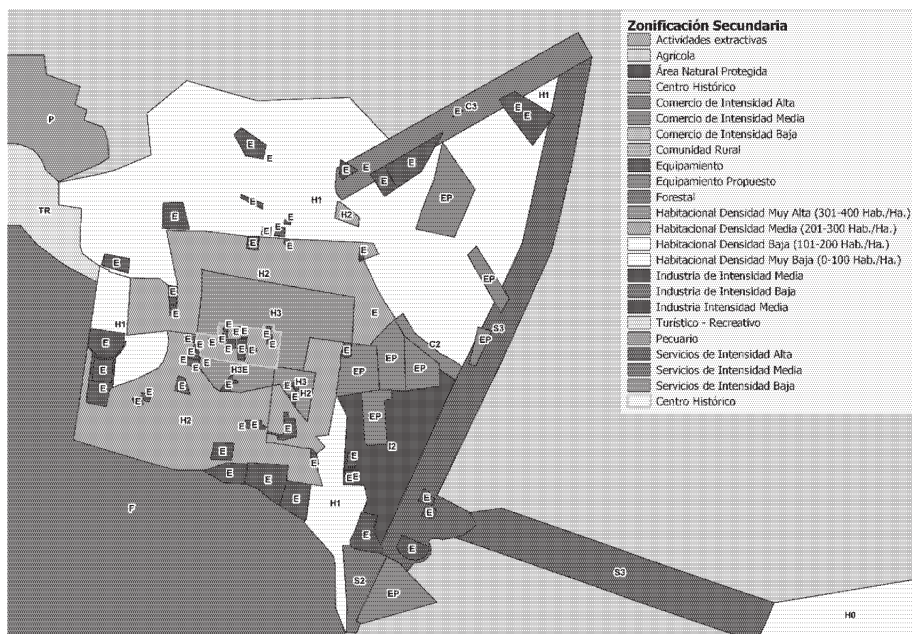 Zonificación Secundaria
Actividades extractivas
Agrícola
Área Natural Protegida
Centro Histórico
Comercio de Intensidad Alta
Comercio de Intensidad Media
Comercio de Intensidad Baja
Comunidad Rural
Equipamiento
Equipamiento Propuesto
Forestal
Habitacional Densidad Muy Alta (301-400 Hab./Ha.)
Habitacional Densidad Media (201-300 Hab./Ha.)
Habitacional Densidad Baja (101-200 Hab./Ha.)
Habitacional Densidad Muy Baja (0-100 Hab./Ha.)
Industria de Intensidad Media
Industria de Intensidad Baja
Industria Intensidad Media
Turístico - Recreativo
Pecuario
Servicios de Intensidad Alta
Servicios de Intensidad Media
Servicios de Intensidad Baja
Centro Histórico
H1
E
C3
E
E
P
E
E
E
E
E
E
H1
EP
E
H2
TR
E
E
E
E
E
E
E
E
H2
EP
E
E
H3
E
H1
E
S3
EP
C2
E
E
E
E
E
E
E
E
E
E
E
E
EP
EP
EP
H3E
E
E
E
E
H3
H2
E
E
E
EP
H2
E
E
E
I2
E
E
E
E
E
E
E
E
E
H1
E
E
F
E
E
S2
EP
S3
H0